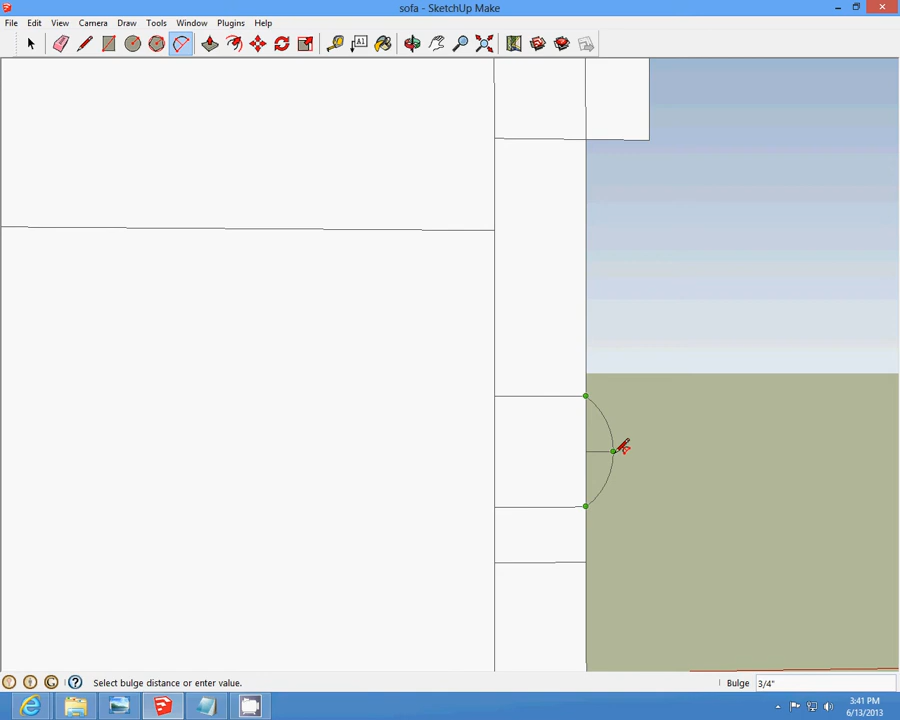 sofa - SketchUp Make
File Edit View Camera Draw Tools Window Plugins Help
A1
Select bulge distance or enter value. Bulge 3/4"
3:41 PM
6/13/2013